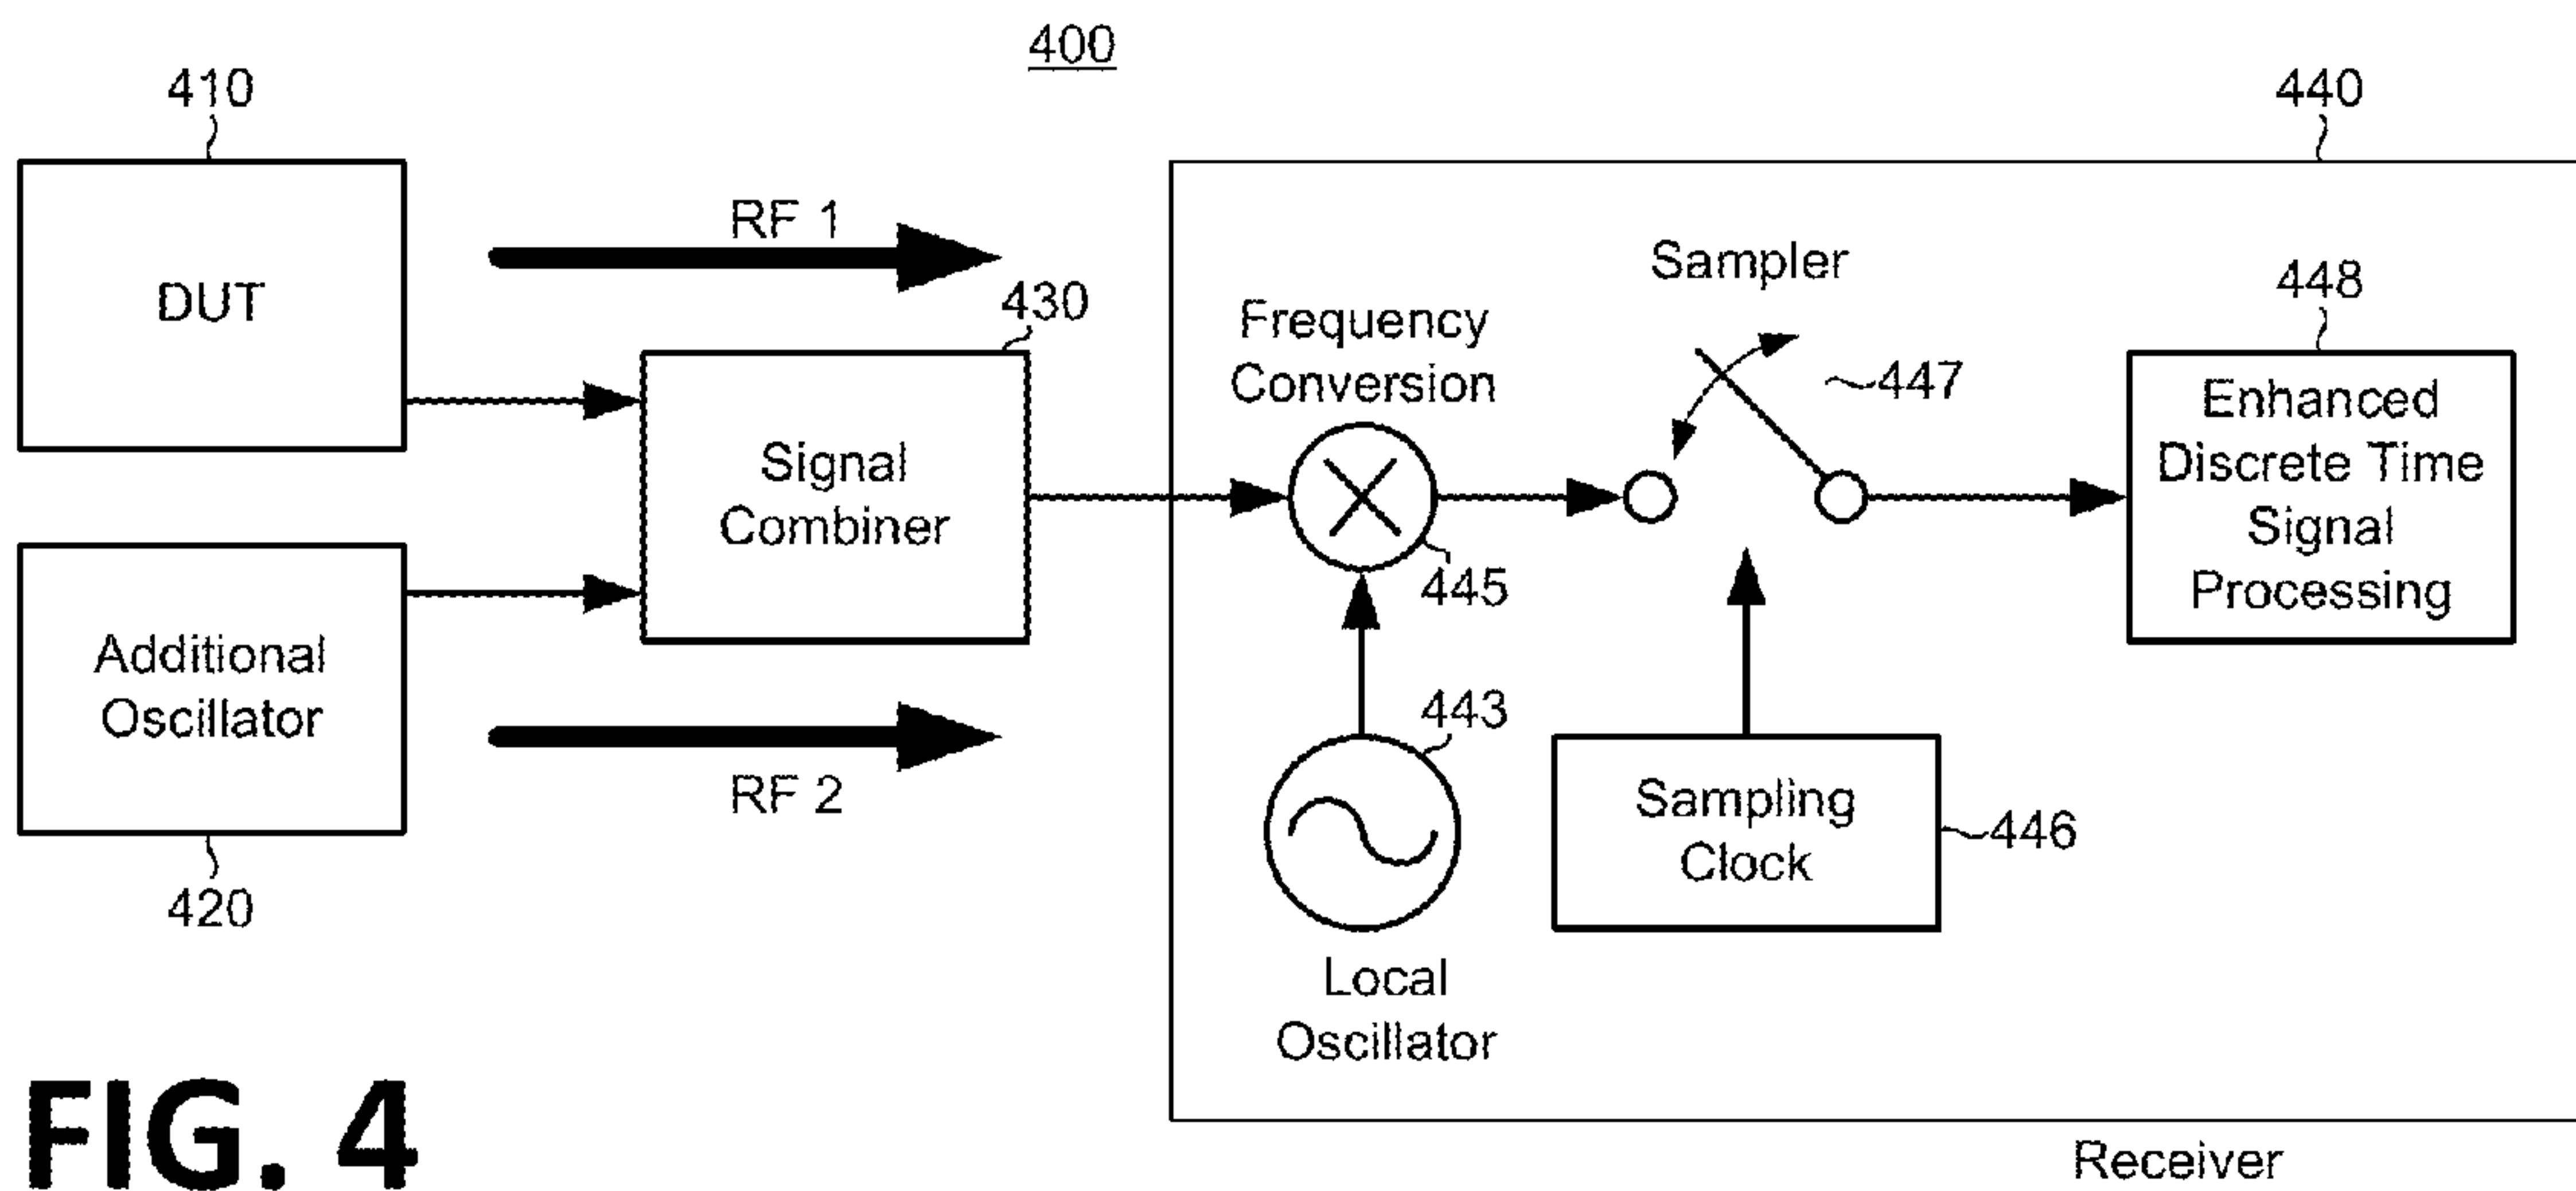 400
410
440
RF 1
DUT
430
Sampler
448
Frequency
Conversion
447
Enhanced
Discrete Time
Signal
Processing
Signal
Combiner
445
Additional
Oscillator
443
RF 2
Sampling
Clock
446
420
Local
Oscillator
FIG. 4
Receiver